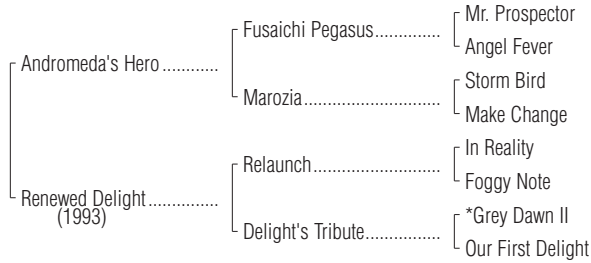 Mr. Prospector
Fusaichi Pegasus..............
Angel Fever
Andromeda's Hero ............
Storm Bird
Marozia.............................
Make Change
In Reality
Relaunch...........................
Foggy Note
Renewed Delight...............
(1993)
*Grey Dawn II
Delight's Tribute................
Our First Delight